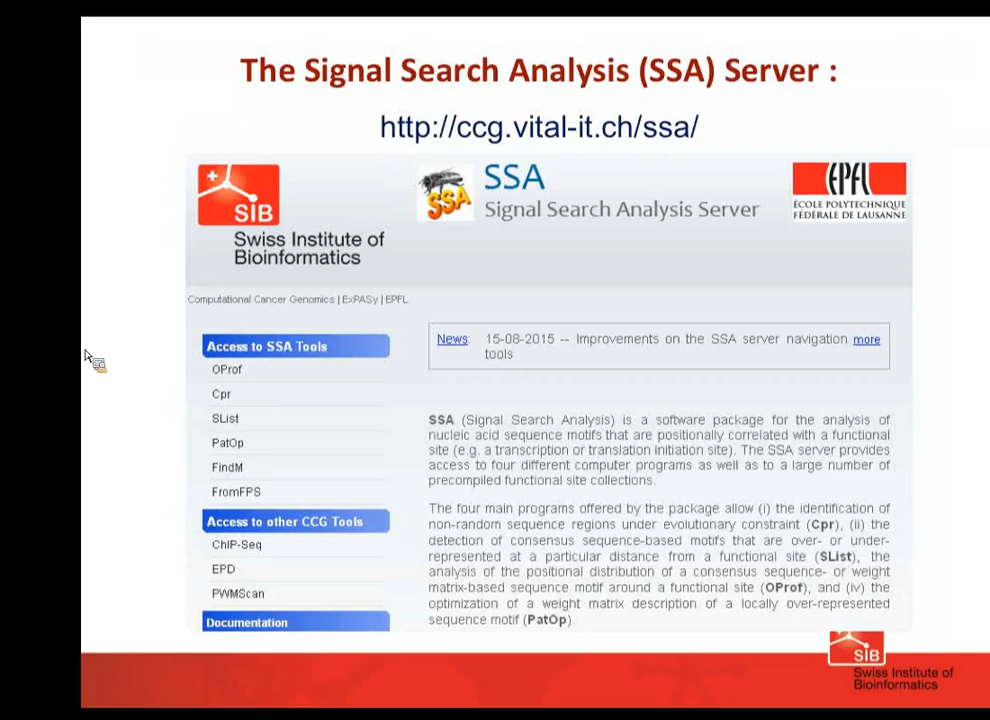 The Signal Search Analysis (SSA) Server :
http://ccg.vital-it.ch/ssa/
SIB
Swiss Institute of
Bioinformatics
SSA
SSA
Signal Search Analysis Server
EPFL
ÉCOLE POLYTECHNIQUE
FÉDÉRALE DE LAUSANNE
Computational Cancer Genomics | ExPASy | EPFL
Access to SSA Tools
OProf
Cpr
SList
PatOp
FindM
FromFPS
Access to other CCG Tools
ChIP-Seq
EPD
PWMScan
Documentation
News: 15-08-2015 -- Improvements on the SSA server navigation more
tools
SSA (Signal Search Analysis) is a software package for the analysis of
nucleic acid sequence motifs that are positionally correlated with a functional
site (e.g. a transcription or translation initiation site). The SSA server provides
access to four different computer programs as well as to a large number of
precompiled functional site collections.
The four main programs offered by the package allow (i) the identification of
non-random sequence regions under evolutionary constraint (Cpr), (ii) the
detection of consensus sequence-based motifs that are over- or under-
represented at a particular distance from a functional site (SList), the
analysis of the positional distribution of a consensus sequence- or weight
matrix-based sequence motif around a functional site (OProf), and (iv) the
optimization of a weight matrix description of a locally over-represented
sequence motif (PatOp).
SIB
Swiss Institute of
Bioinformatics